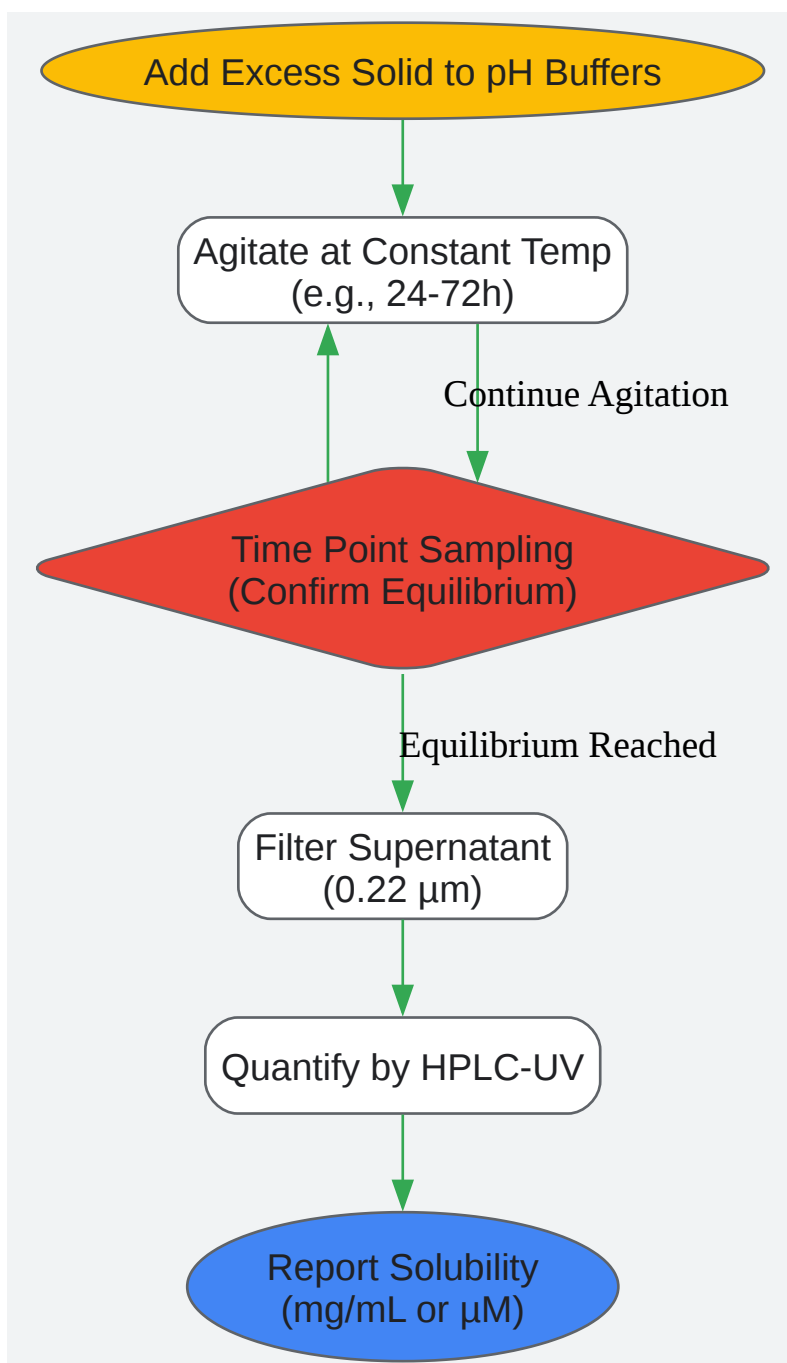 Add Excess Solid to pH Buffers
Agitate at Constant Temp
(e.g., 24-72h)
Continue Agitation
Time Point Sampling
(Confirm Equilibrium)
Equilibrium Reached
Filter Supernatant
(0.22 µm)
Quantify by HPLC-UV
Report Solubility
(mg/mL or µM)